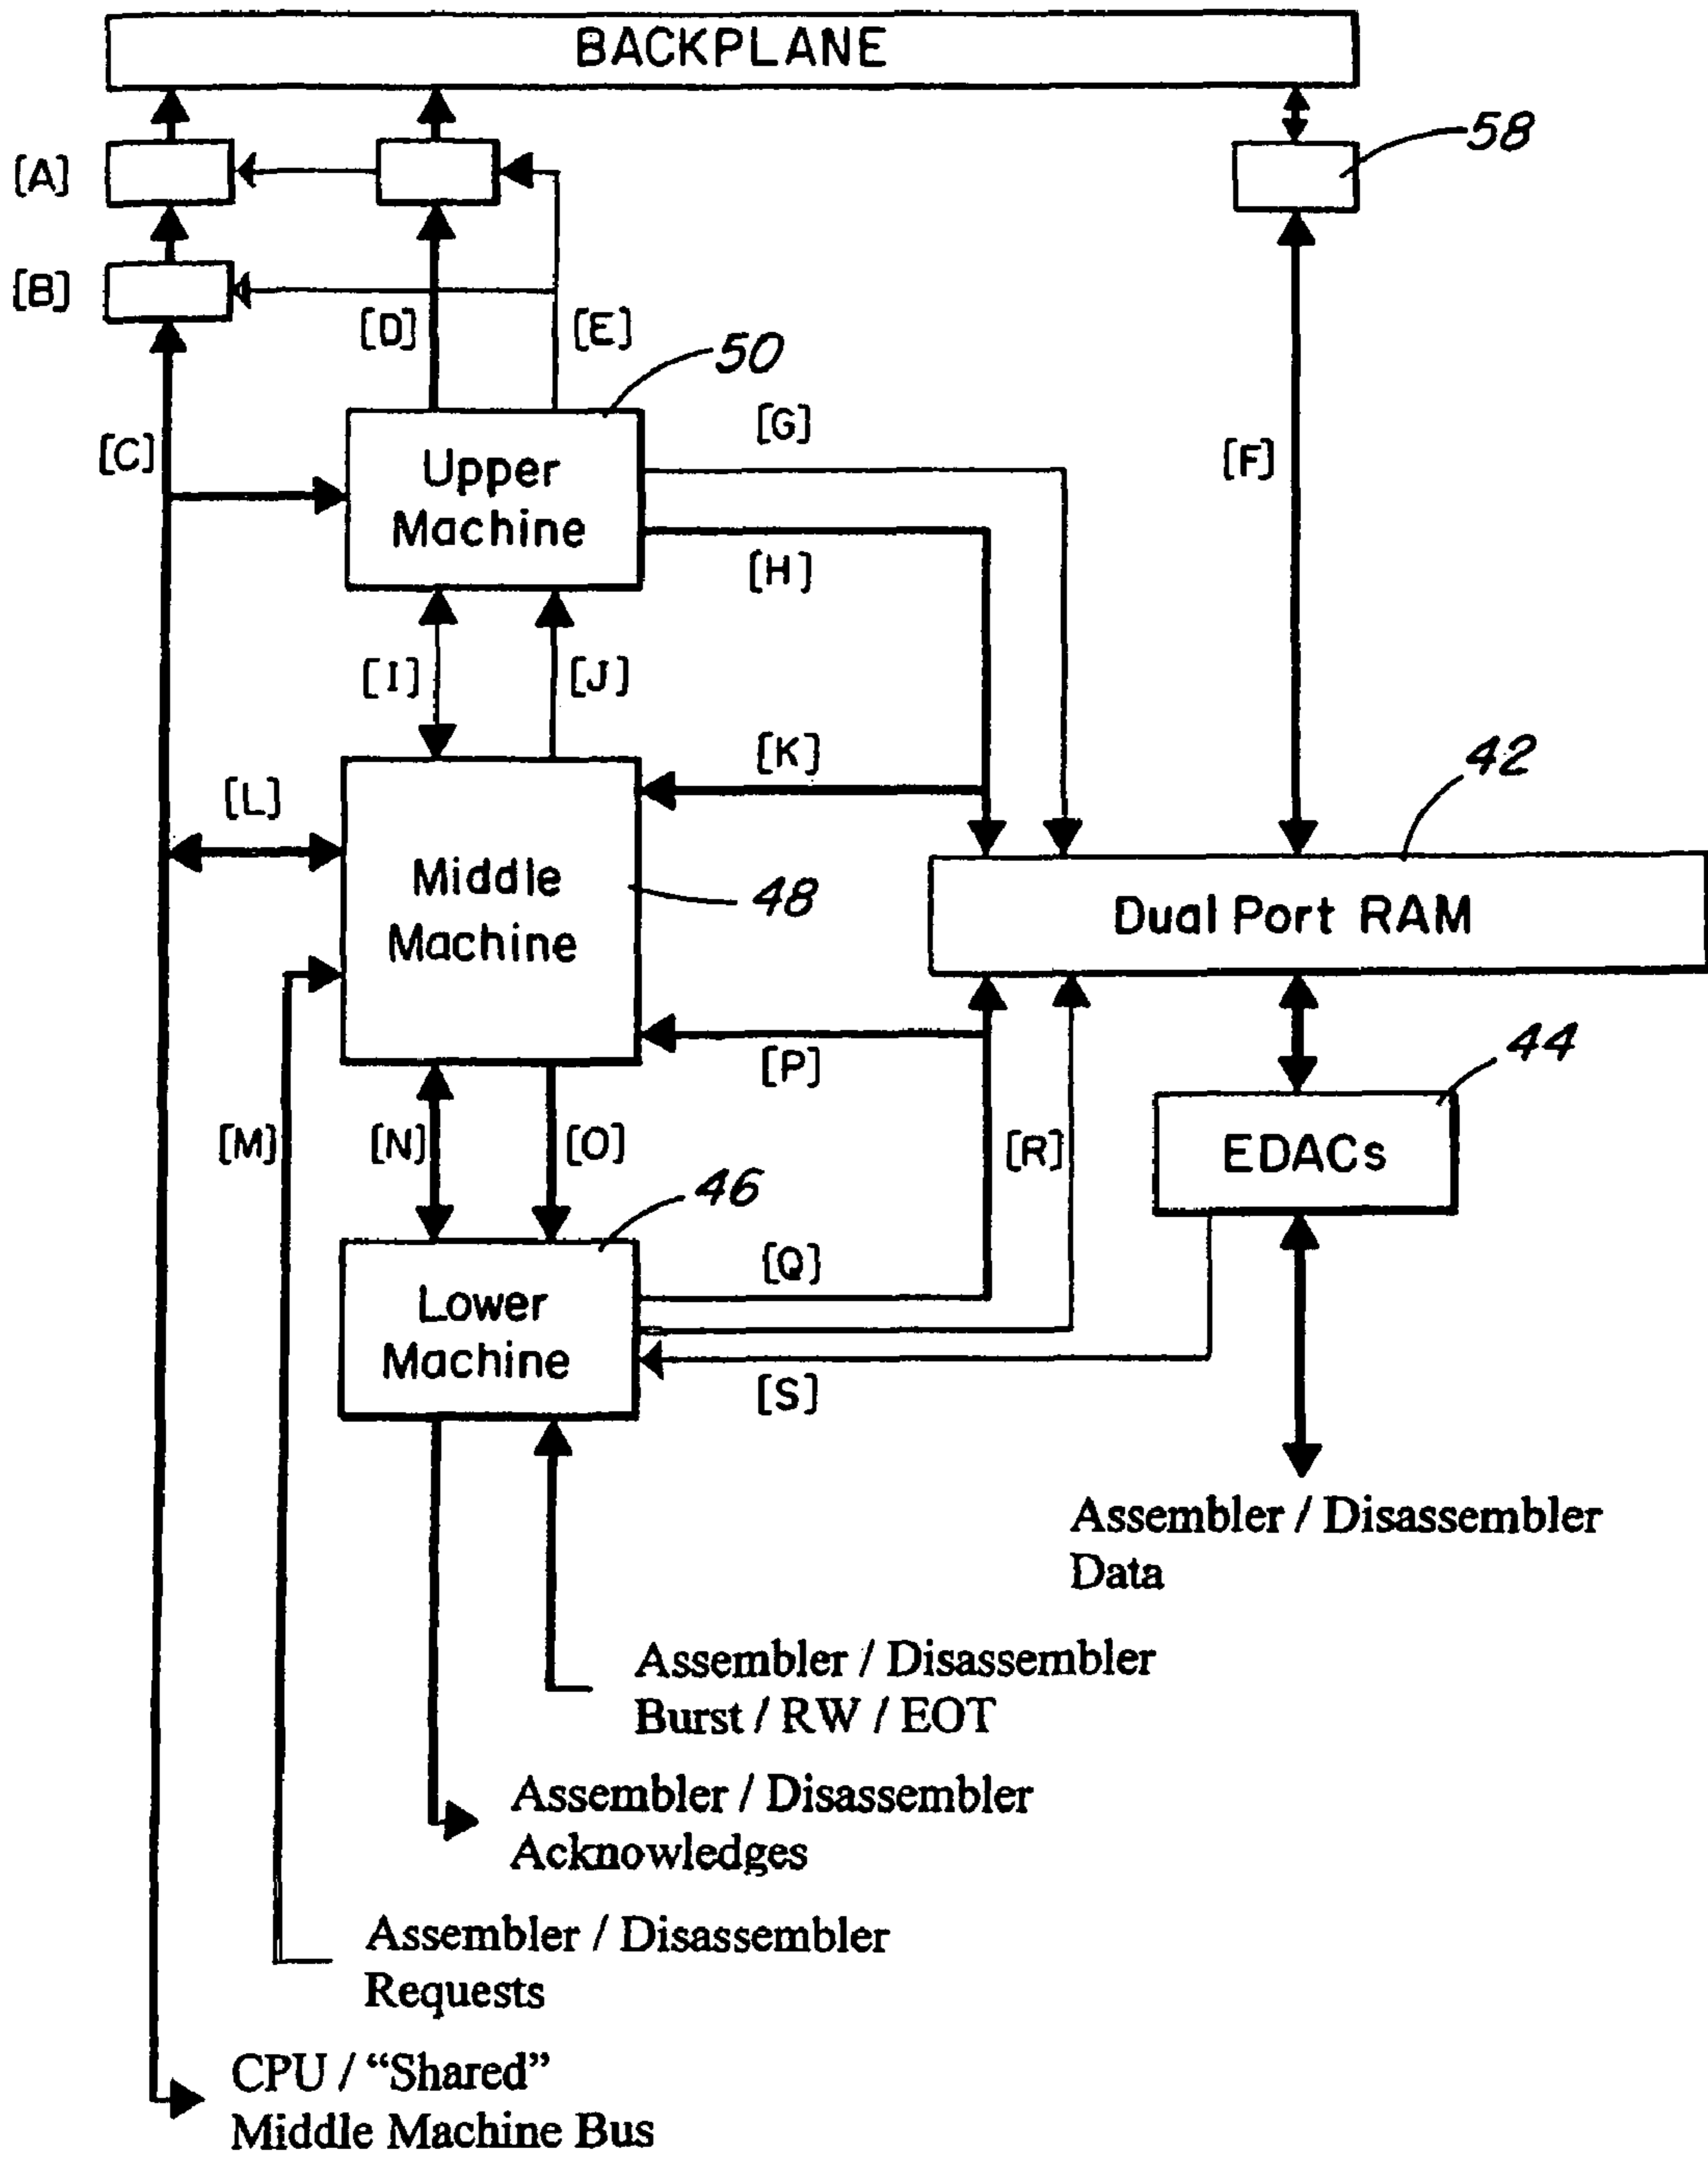 BACKPLANE
58
[A]
[B]
[D]
[E]
50
[G]
[C]
Upper
Machine
[F]
[H]
[I]
[J]
[K]
42
[L]
Middle
Machine
48
Dual Port RAM
44
[P]
[M]
[N]
[O]
[R]
EDACs
46
[Q]
Lower
Machine
[S]
Assembler / Disassembler
Data
Assembler / Disassembler
Burst / RW / EOT
Assembler / Disassembler
Acknowledges
Assembler / Disassembler
Requests
CPU / “Shared”
Middle Machine Bus